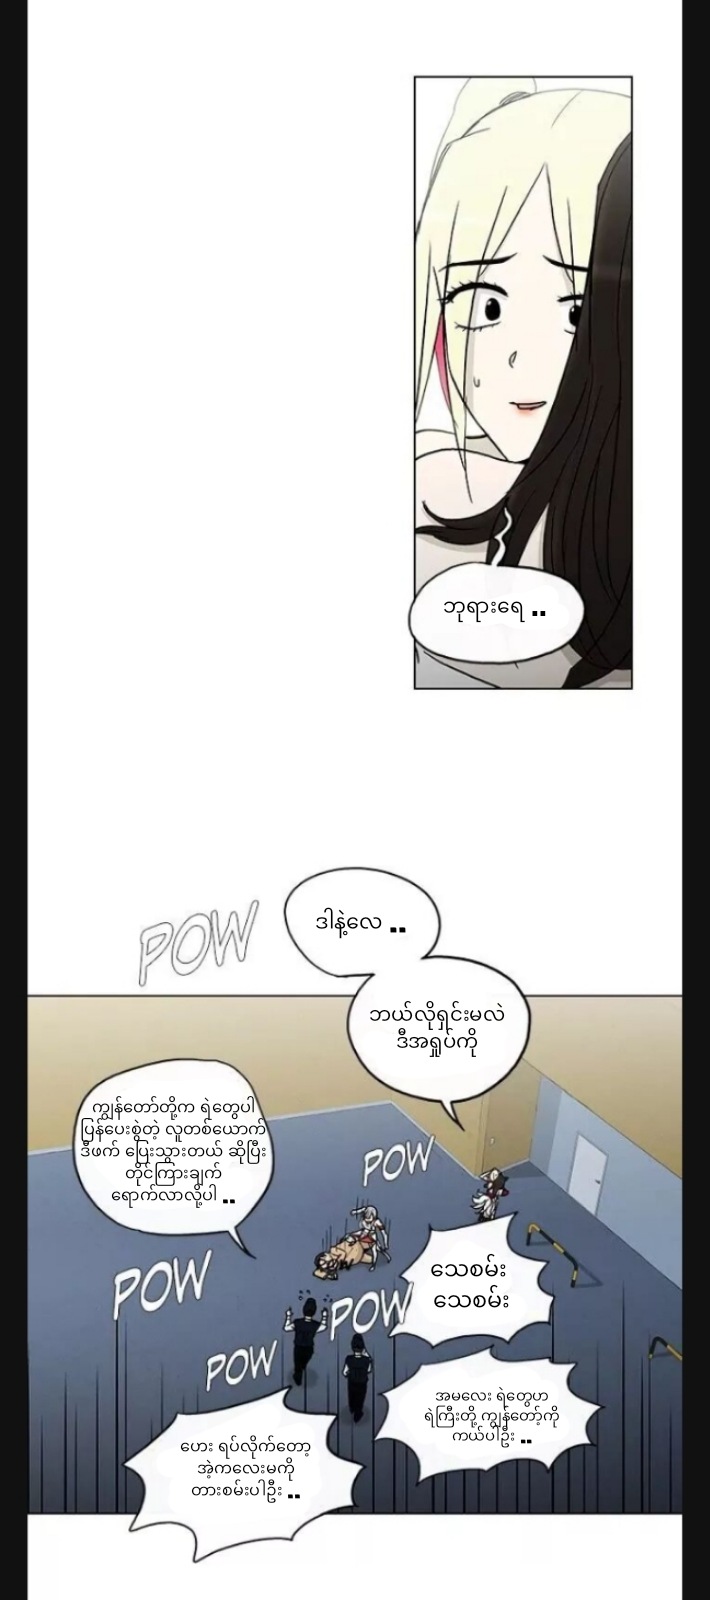 ဘုရားရေ ..
POW
ဒါနဲ့လေ ..
ဘယ်လိုရှင်းမလဲ
ဒီအရှုပ်ကို
ကျွန်တော်တို့က ရဲတွေပါ
ပြန်ပေးစွဲတဲ့ လူတစ်ယောက်
ဒီဖက် ပြေးသွားတယ် ဆိုပြီး
တိုင်ကြားချက်
ရောက်လာလို့ပါ ..
POW
POW
သေစမ်း
သေစမ်း
POW
POW
အမလေး ရဲတွေဟ
ရဲကြီးတို့ ကျွန်တော့်ကို
ကယ်ပါဦး ..
ဟေး ရပ်လိုက်တော့
အဲ့ကလေးမကို
တားစမ်းပါဦး ..